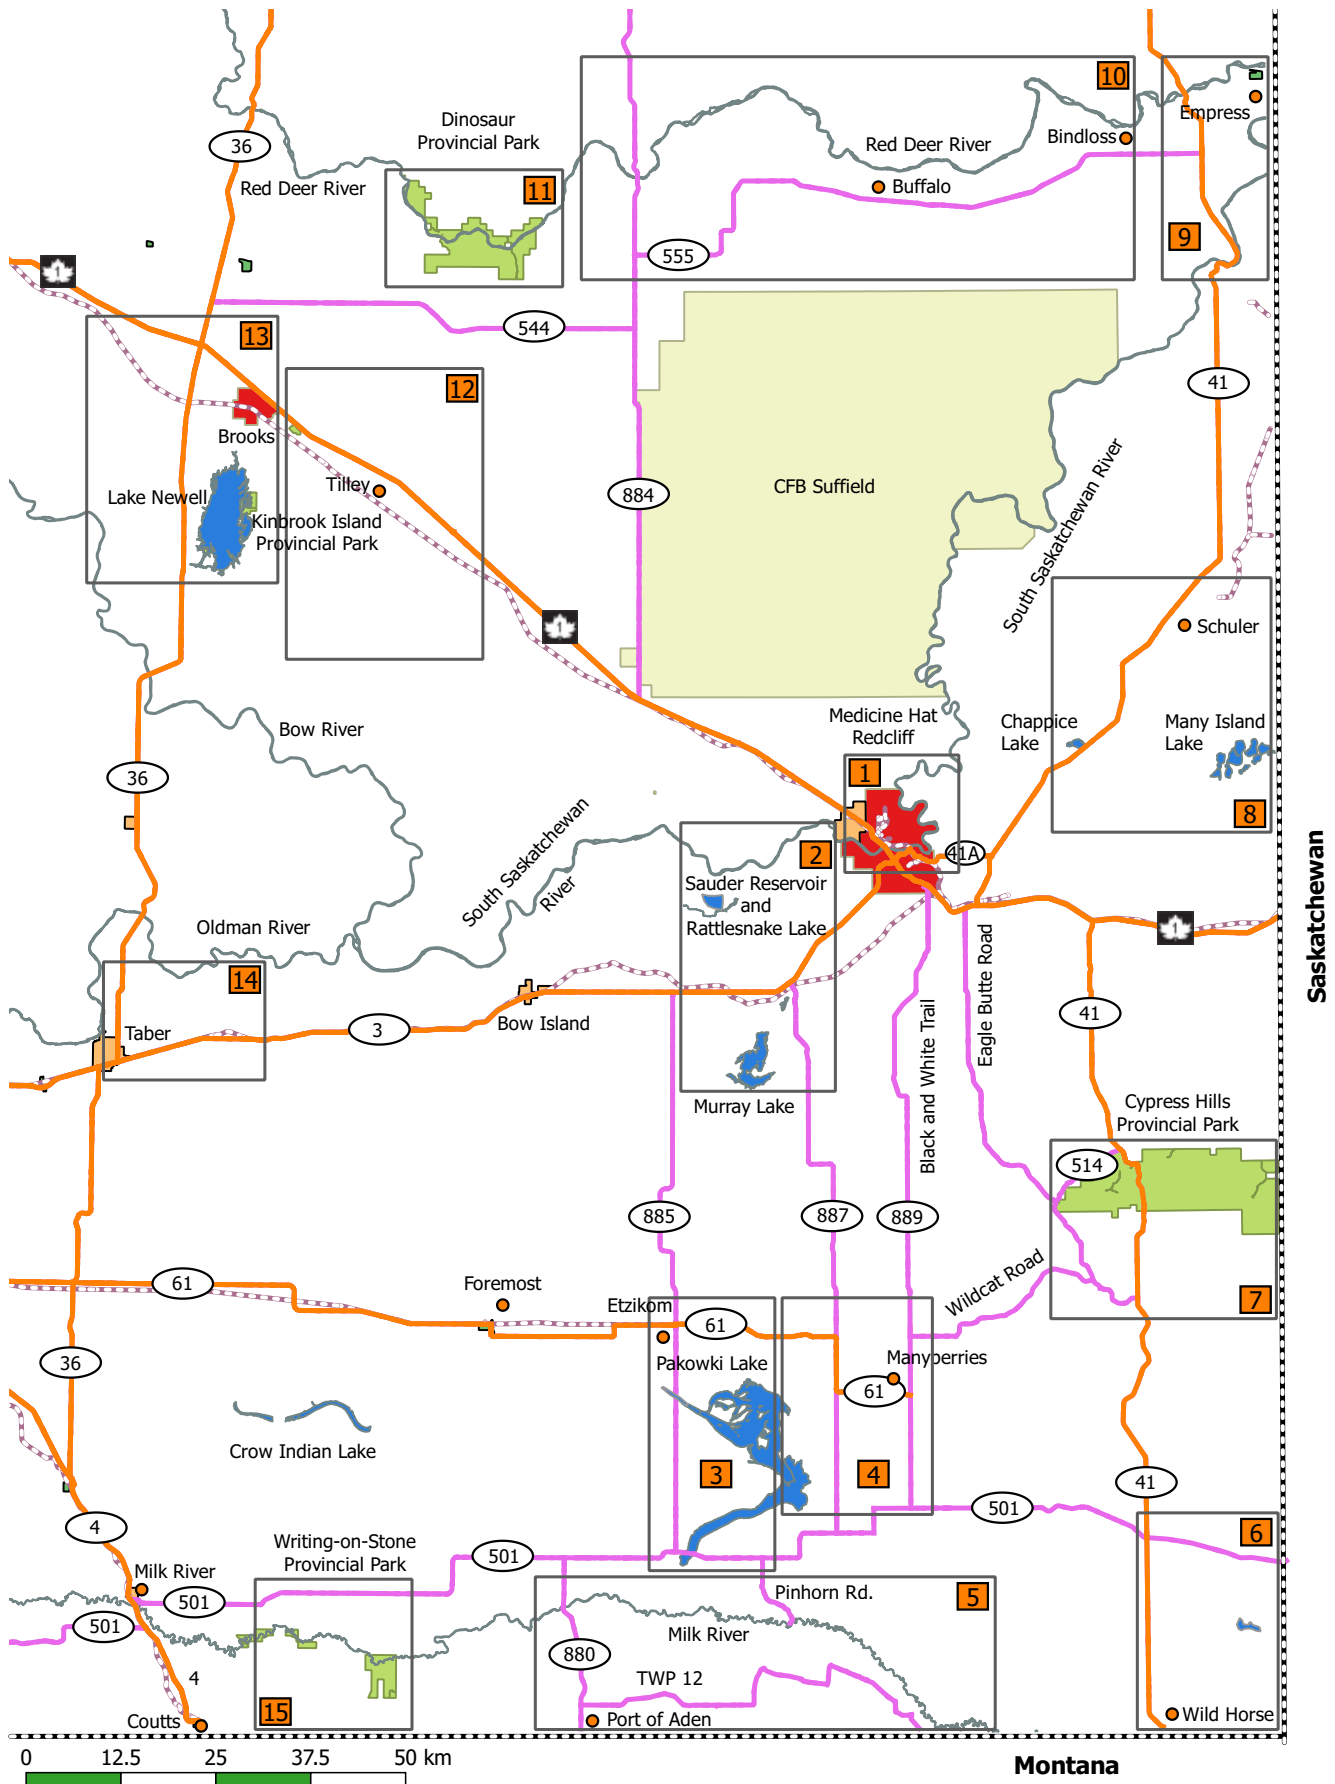 10
Empress
Dinosaur
Provincial Park
36
Bindloss
Red Deer River
11
Red Deer River
Buffalo
9
555
1
13
544
12
41
Brooks
Tilley
CFB Suffield
884
Lake Newell
Kinbrook Island
Provincial Park
South Saskatchewan River
1
Schuler
Medicine Hat
Redcliff
Chappice
Lake
Many Island
Lake
Bow River
36
1
8
South Saskatchewan
River
2
41A
Sauder Reservoir
and
Rattlesnake Lake
Oldman River
1
Saskatchewan
14
Eagle Butte Road
Black and White Trail
Taber
3
Bow Island
41
Murray Lake
Cypress Hills
Provincial Park
514
885
887
889
Wildcat Road
61
Foremost
Etzikom
61
7
36
Pakowki Lake
Manyberries
61
Crow Indian Lake
3
4
41
501
4
Writing-on-Stone
Provincial Park
501
6
Milk River
501
Pinhorn Rd.
5
501
Milk River
880
TWP 12
4
15
Coutts
Port of Aden
Wild Horse
0 12.5 25 37.5 50 km
Montana